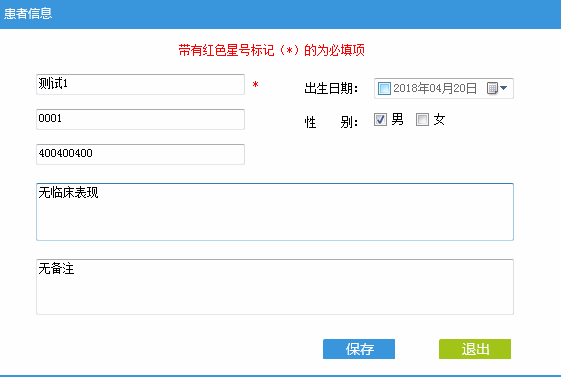 患者信息
带有红色星号标记（*）的为必填项
测试1 * 出生日期： 2018年04月20日
0001 性 别： 男 女
400400400
无临床表现
无备注
保存 退出